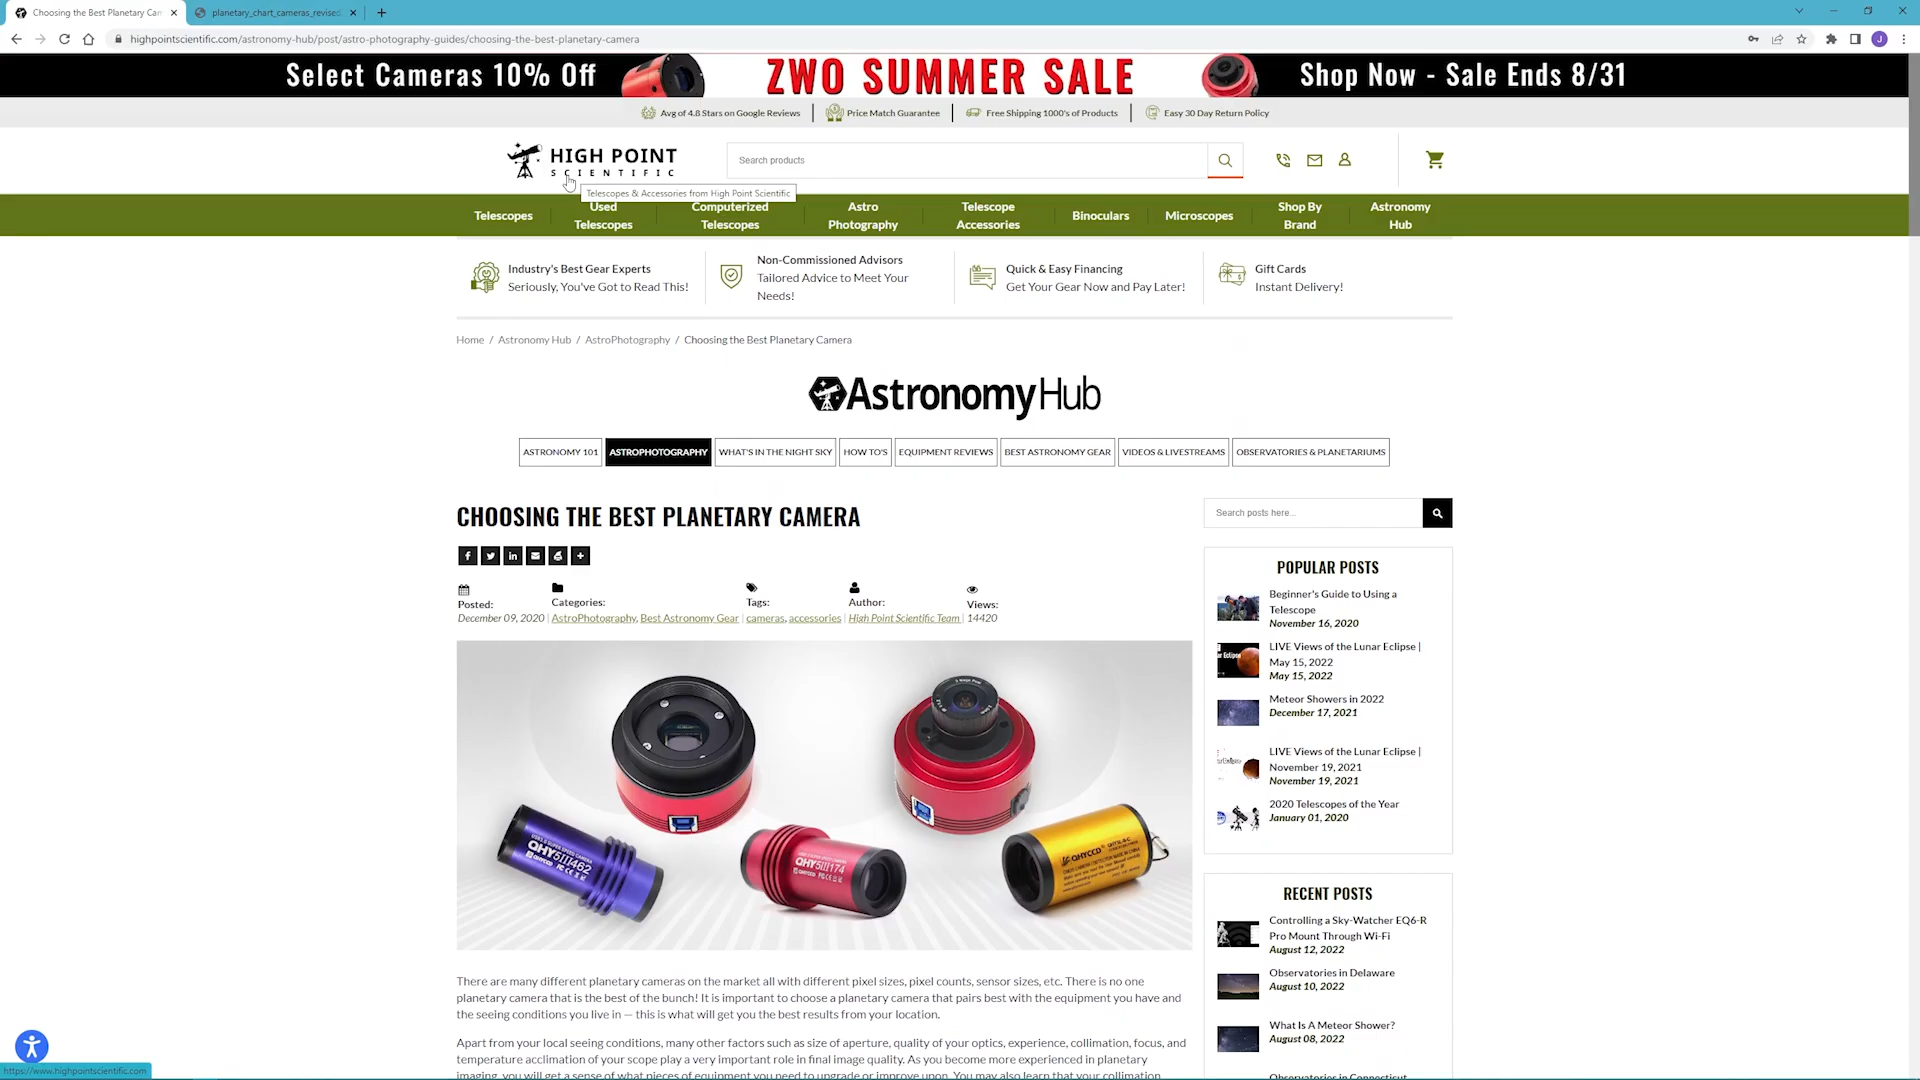 Choosing the Best Planetary Cam
planetary_chart_cameras_revised
highpointscientific.com/astronomy-hub/post/astro-photography-guides/choosing-the-best-planetary-camera
J
Select Cameras 10% Off
ZWO SUMMER SALE
Shop Now - Sale Ends 8/31
Avg of 4.8 Stars on Google Reviews
Price Match Guarantee
Free Shipping 1000's of Products
Easy 30 Day Return Policy
HIGH POINT
SCIENTIFIC
Search products
Telescopes & Accessories from High Point Scientific
Telescopes
Used
Telescopes
Computerized
Telescopes
Astro
Photography
Telescope
Accessories
Binoculars
Microscopes
Shop By
Brand
Astronomy
Hub
Industry's Best Gear Experts
Seriously, You've Got to Read This!
Non-Commissioned Advisors
Tailored Advice to Meet Your
Needs!
Quick & Easy Financing
Get Your Gear Now and Pay Later!
Gift Cards
Instant Delivery!
Home / Astronomy Hub / AstroPhotography / Choosing the Best Planetary Camera
AstronomyHub
ASTRONOMY 101
ASTROPHOTOGRAPHY
WHAT'S IN THE NIGHT SKY
HOW TO'S
EQUIPMENT REVIEWS
BEST ASTRONOMY GEAR
VIDEOS & LIVESTREAMS
OBSERVATORIES & PLANETARIUMS
CHOOSING THE BEST PLANETARY CAMERA
Posted:
December 09, 2020
Categories:
AstroPhotography, Best Astronomy Gear
Tags:
cameras, accessories
Author:
High Point Scientific Team
Views:
14420
QHY5III462
QHY5III174
QHYCCD
There are many different planetary cameras on the market all with different pixel sizes, pixel counts, sensor sizes, etc. There is no one
planetary camera that is the best of the bunch! It is important to choose a planetary camera that pairs best with the equipment you have and
the seeing conditions you live in — this is what will get you the best results from your location.
Apart from your local seeing conditions, many other factors such as size of aperture, quality of your optics, experience, collimation, focus, and
temperature acclimation of your scope play a very important role in final image quality. As you become more experienced in planetary
imaging, you will get a sense of what pieces of equipment you need to upgrade or improve upon. You may also learn that your collimation
Search posts here...
POPULAR POSTS
Beginner's Guide to Using a
Telescope
November 16, 2020
LIVE Views of the Lunar Eclipse |
May 15, 2022
May 15, 2022
Meteor Showers in 2022
December 17, 2021
LIVE Views of the Lunar Eclipse |
November 19, 2021
November 19, 2021
2020 Telescopes of the Year
January 01, 2020
RECENT POSTS
Controlling a Sky-Watcher EQ6-R
Pro Mount Through Wi-Fi
August 12, 2022
Observatories in Delaware
August 10, 2022
What Is A Meteor Shower?
August 08, 2022
Observatories in Connecticut
https://www.highpointscientific.com